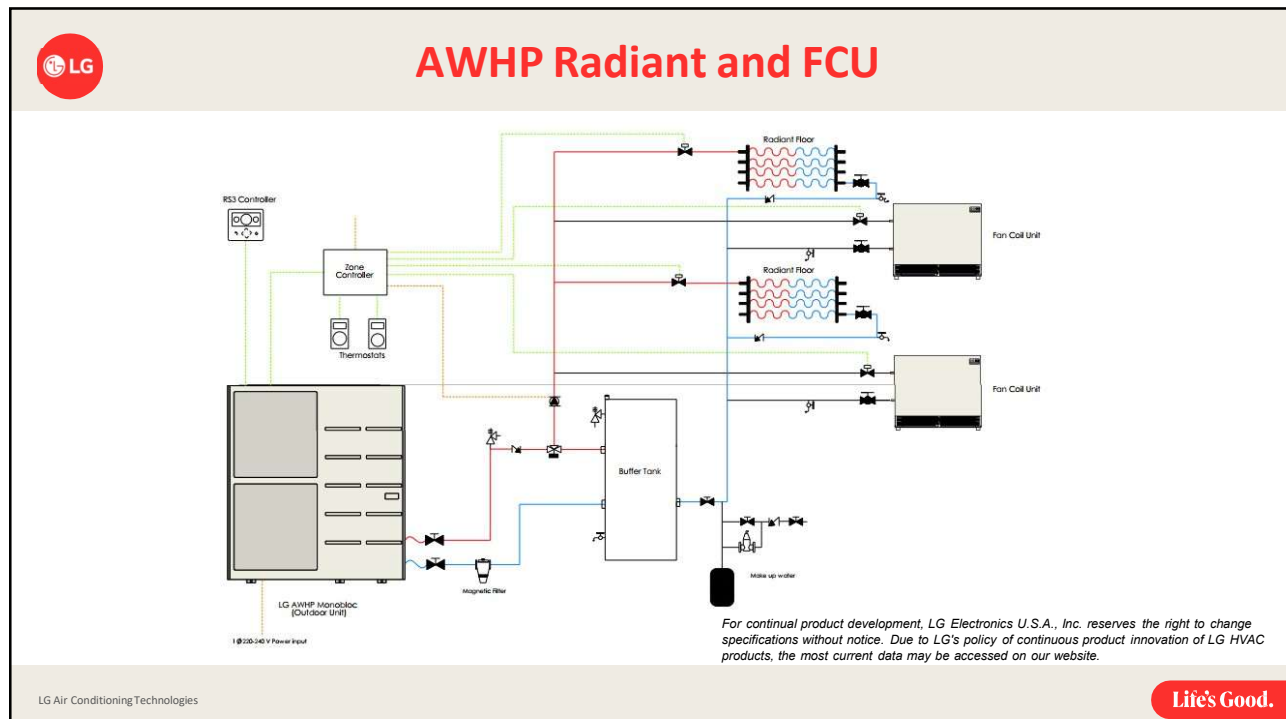 LG
AWHP Radiant and FCU
Radiant Floor
RS3 Controller
Fan Coil Unit
Zone
Controller
Radiant Floor
Thermostats
Fan Coil Unit
Buffer Tank
Make up water
Magnetic Filter
LG AWHP Monobloc
(Outdoor Unit)
1 Ø 220-240 V Power Input
For continual product development, LG Electronics U.S.A., Inc. reserves the right to change
specifications without notice. Due to LG's policy of continuous product innovation of LG HVAC
products, the most current data may be accessed on our website.
LG Air Conditioning Technologies
Life's Good.